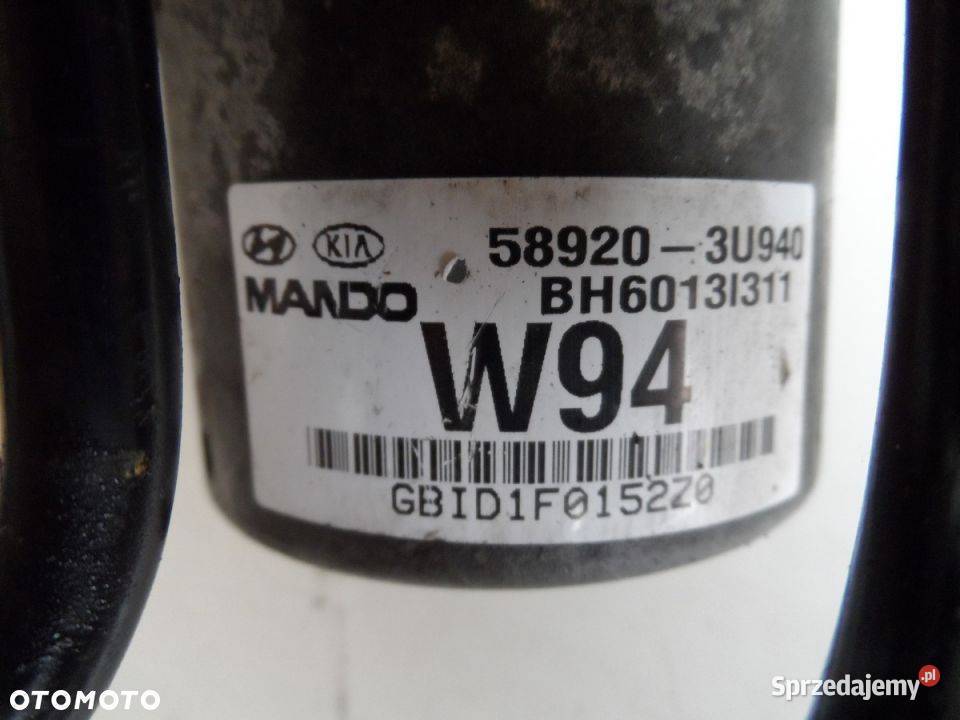 KIA 58920-3U940
MANDO BH6013I311
W94
GBID1F0152Z0
OTOMOTO
Sprzedajemy.pl